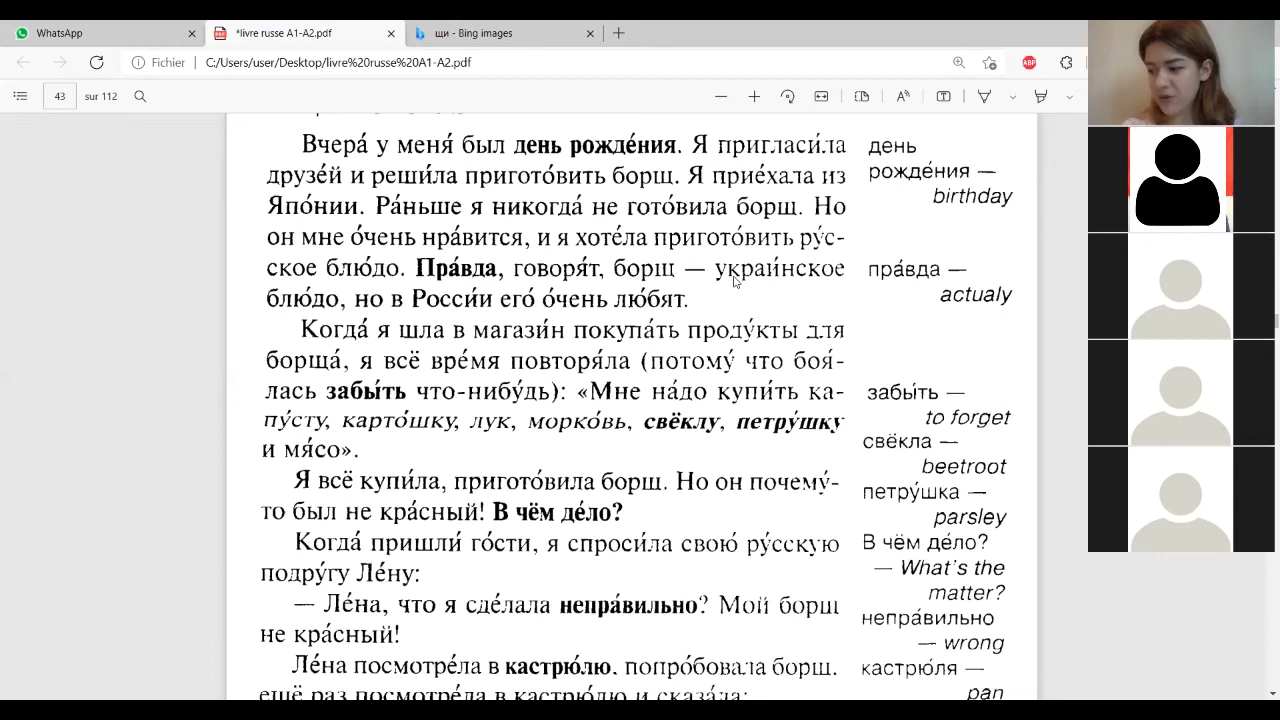 WhatsApp
*livre russe A1-A2.pdf
щи - Bing images
Fichier
C:/Users/user/Desktop/livre%20russe%20A1-A2.pdf
ABP
43 sur 112
Вчера́ у меня́ был день рожде́ния. Я пригласи́ла
друзе́й и реши́ла пригото́вить борщ. Я прие́хала из
Япо́нии. Ра́ньше я никогда́ не гото́вила борщ. Но
он мне о́чень нра́вится, и я хоте́ла пригото́вить ру́с-
ское блю́до. Пра́вда, говоря́т, борщ — украи́нское
блю́до, но в Росси́и его́ о́чень лю́бят.
Когда́ я шла в магази́н покупа́ть проду́кты для
борща́, я всё вре́мя повторя́ла (потому́ что боя́-
лась забы́ть что-нибу́дь): «Мне на́до купи́ть ка-
пу́сту, карто́шку, лук, морко́вь, свёклу, петру́шку
и мя́со».
Я всё купи́ла, пригото́вила борщ. Но он почему́-
то был не кра́сный! В чём де́ло?
Когда́ пришли́ го́сти, я спроси́ла свою́ ру́сскую
подру́гу Ле́ну:
— Ле́на, что я сде́лала непра́вильно? Мой борщ
не кра́сный!
Ле́на посмотре́ла в кастрю́лю, попро́бовала борщ,
ещё раз посмотре́ла в кастрю́лю и сказа́ла:
день
рожде́ния —
birthday
пра́вда —
actualy
забы́ть —
to forget
свёкла —
beetroot
петру́шка —
parsley
В чём де́ло?
— What's the
matter?
непра́вильно
— wrong
кастрю́ля —
pan